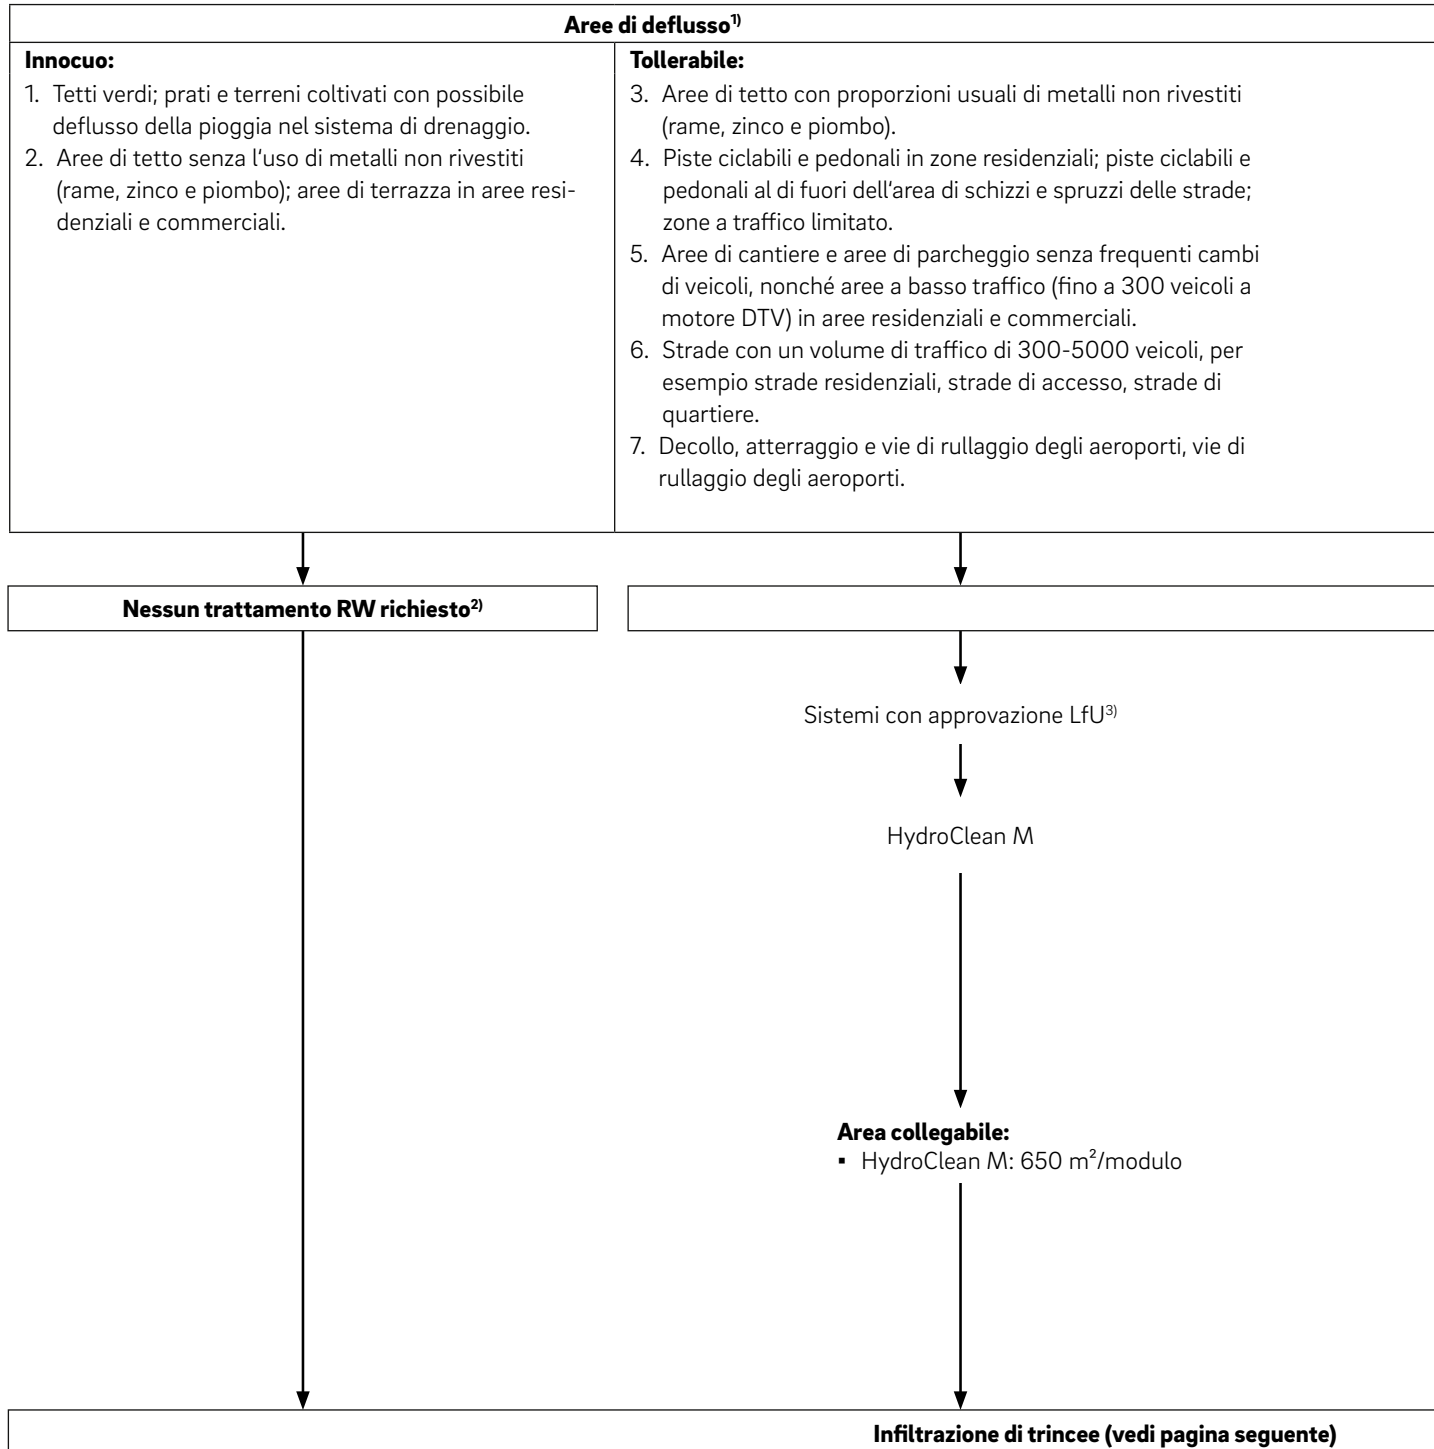 Aree di deflusso1)
Innocuo:
1. Tetti verdi; prati e terreni coltivati con possibile
deflusso della pioggia nel sistema di drenaggio.
2. Aree di tetto senza l‘uso di metalli non rivestiti
(rame, zinco e piombo); aree di terrazza in aree resi-
denziali e commerciali.
Tollerabile:
3. Aree di tetto con proporzioni usuali di metalli non rivestiti
(rame, zinco e piombo).
4. Piste ciclabili e pedonali in zone residenziali; piste ciclabili e
pedonali al di fuori dell‘area di schizzi e spruzzi delle strade;
zone a traffico limitato.
5. Aree di cantiere e aree di parcheggio senza frequenti cambi
di veicoli, nonché aree a basso traffico (fino a 300 veicoli a
motore DTV) in aree residenziali e commerciali.
6. Strade con un volume di traffico di 300-5000 veicoli, per
esempio strade residenziali, strade di accesso, strade di
quartiere.
7. Decollo, atterraggio e vie di rullaggio degli aeroporti, vie di
rullaggio degli aeroporti.
Nessun trattamento RW richiesto2)
Sistemi con approvazione LfU3)
HydroClean M
Area collegabile:
▪ HydroClean M: 650 m²/modulo
Infiltrazione di trincee (vedi pagina seguente)